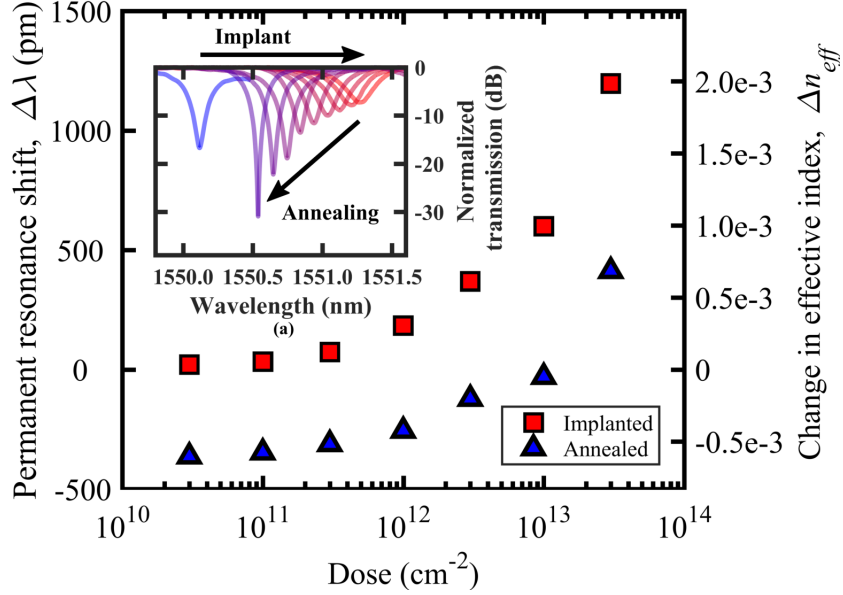 1500
1000
500
0
-500
Permanent resonance shift, Δλ (pm)
Implant
Annealing
0
-10
-20
-30
Normalized
transmission (dB)
1550.0 1550.5 1551.0 1551.5
Wavelength (nm)
(a)
2.0e-3
1.5e-3
1.0e-3
0.5e-3
0
-0.5e-3
Change in effective index, Δn_eff
Implanted
Annealed
10^10 10^11 10^12 10^13 10^14
Dose (cm^-2)